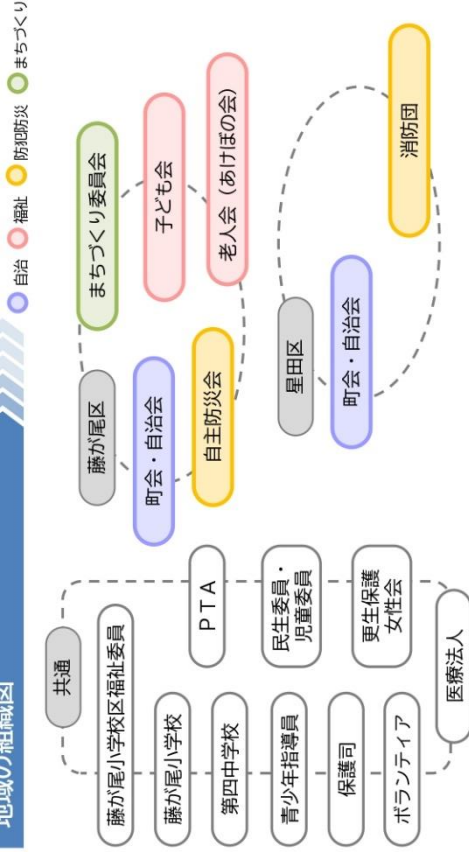 地域の組織図
自治
福祉
防犯防災
まちづくり
共通
藤が尾小学校区福祉委員
藤が尾小学校
第四中学校
青少年指導員
保護司
ボランティア
PTA
民生委員・
児童委員
更生保護
女性会
医療法人
藤が尾区
町会・自治会
自主防災会
まちづくり委員会
子ども会
老人会（あけぼの会）
星田区
町会・自治会
消防団